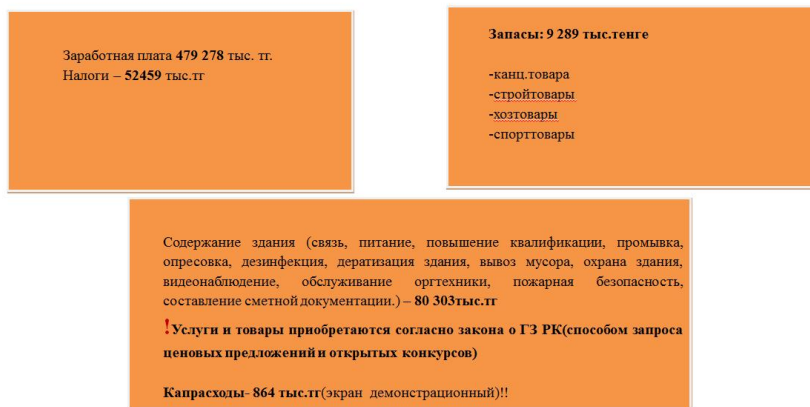 Заработная плата 479 278 тыс. тг.
Налоги – 52459 тыс.тг
Запасы: 9 289 тыс.тенге
-канц.товара
-стройтовары
-хозтовары
-спорттовары
Содержание здания (связь, питание, повышение квалификации, промывка,
опресовка, дезинфекция, дератизация здания, вывоз мусора, охрана здания,
видеонаблюдение, обслуживание оргтехники, пожарная безопасность,
составление сметной документации.) – 80 303тыс.тг
!Услуги и товары приобретаются согласно закона о ГЗ РК(способом запроса
ценовых предложений и открытых конкурсов)
Капрасходы- 864 тыс.тг(экран демонстрационный)!!